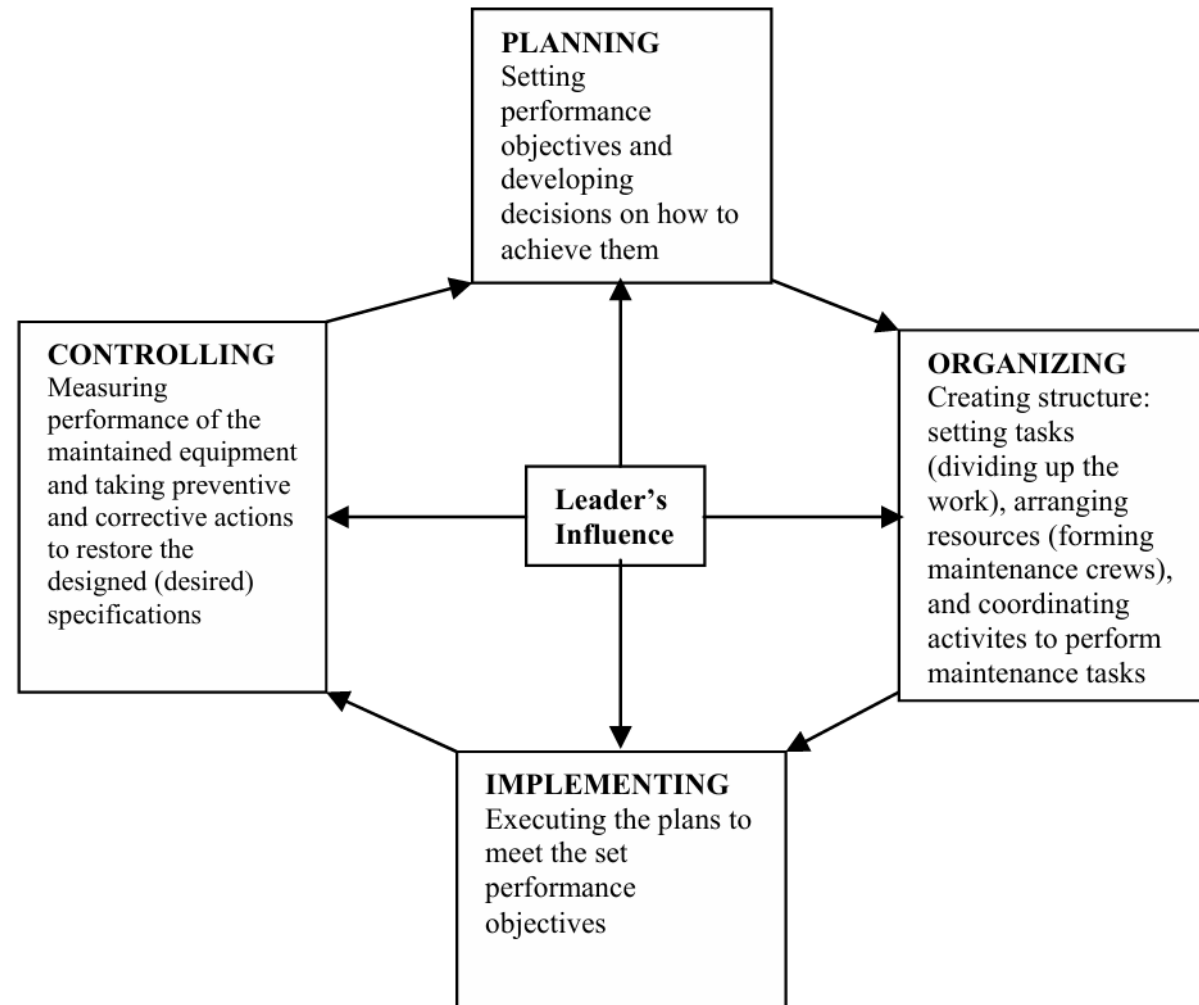 PLANNING
Setting
performance
objectives and
developing
decisions on how to
achieve them
CONTROLLING
Measuring
performance of the
maintained equipment
and taking preventive
and corrective actions
to restore the
designed (desired)
specifications
Leader’s
Influence
ORGANIZING
Creating structure:
setting tasks
(dividing up the
work), arranging
resources (forming
maintenance crews),
and coordinating
activites to perform
maintenance tasks
IMPLEMENTING
Executing the plans to
meet the set
performance
objectives